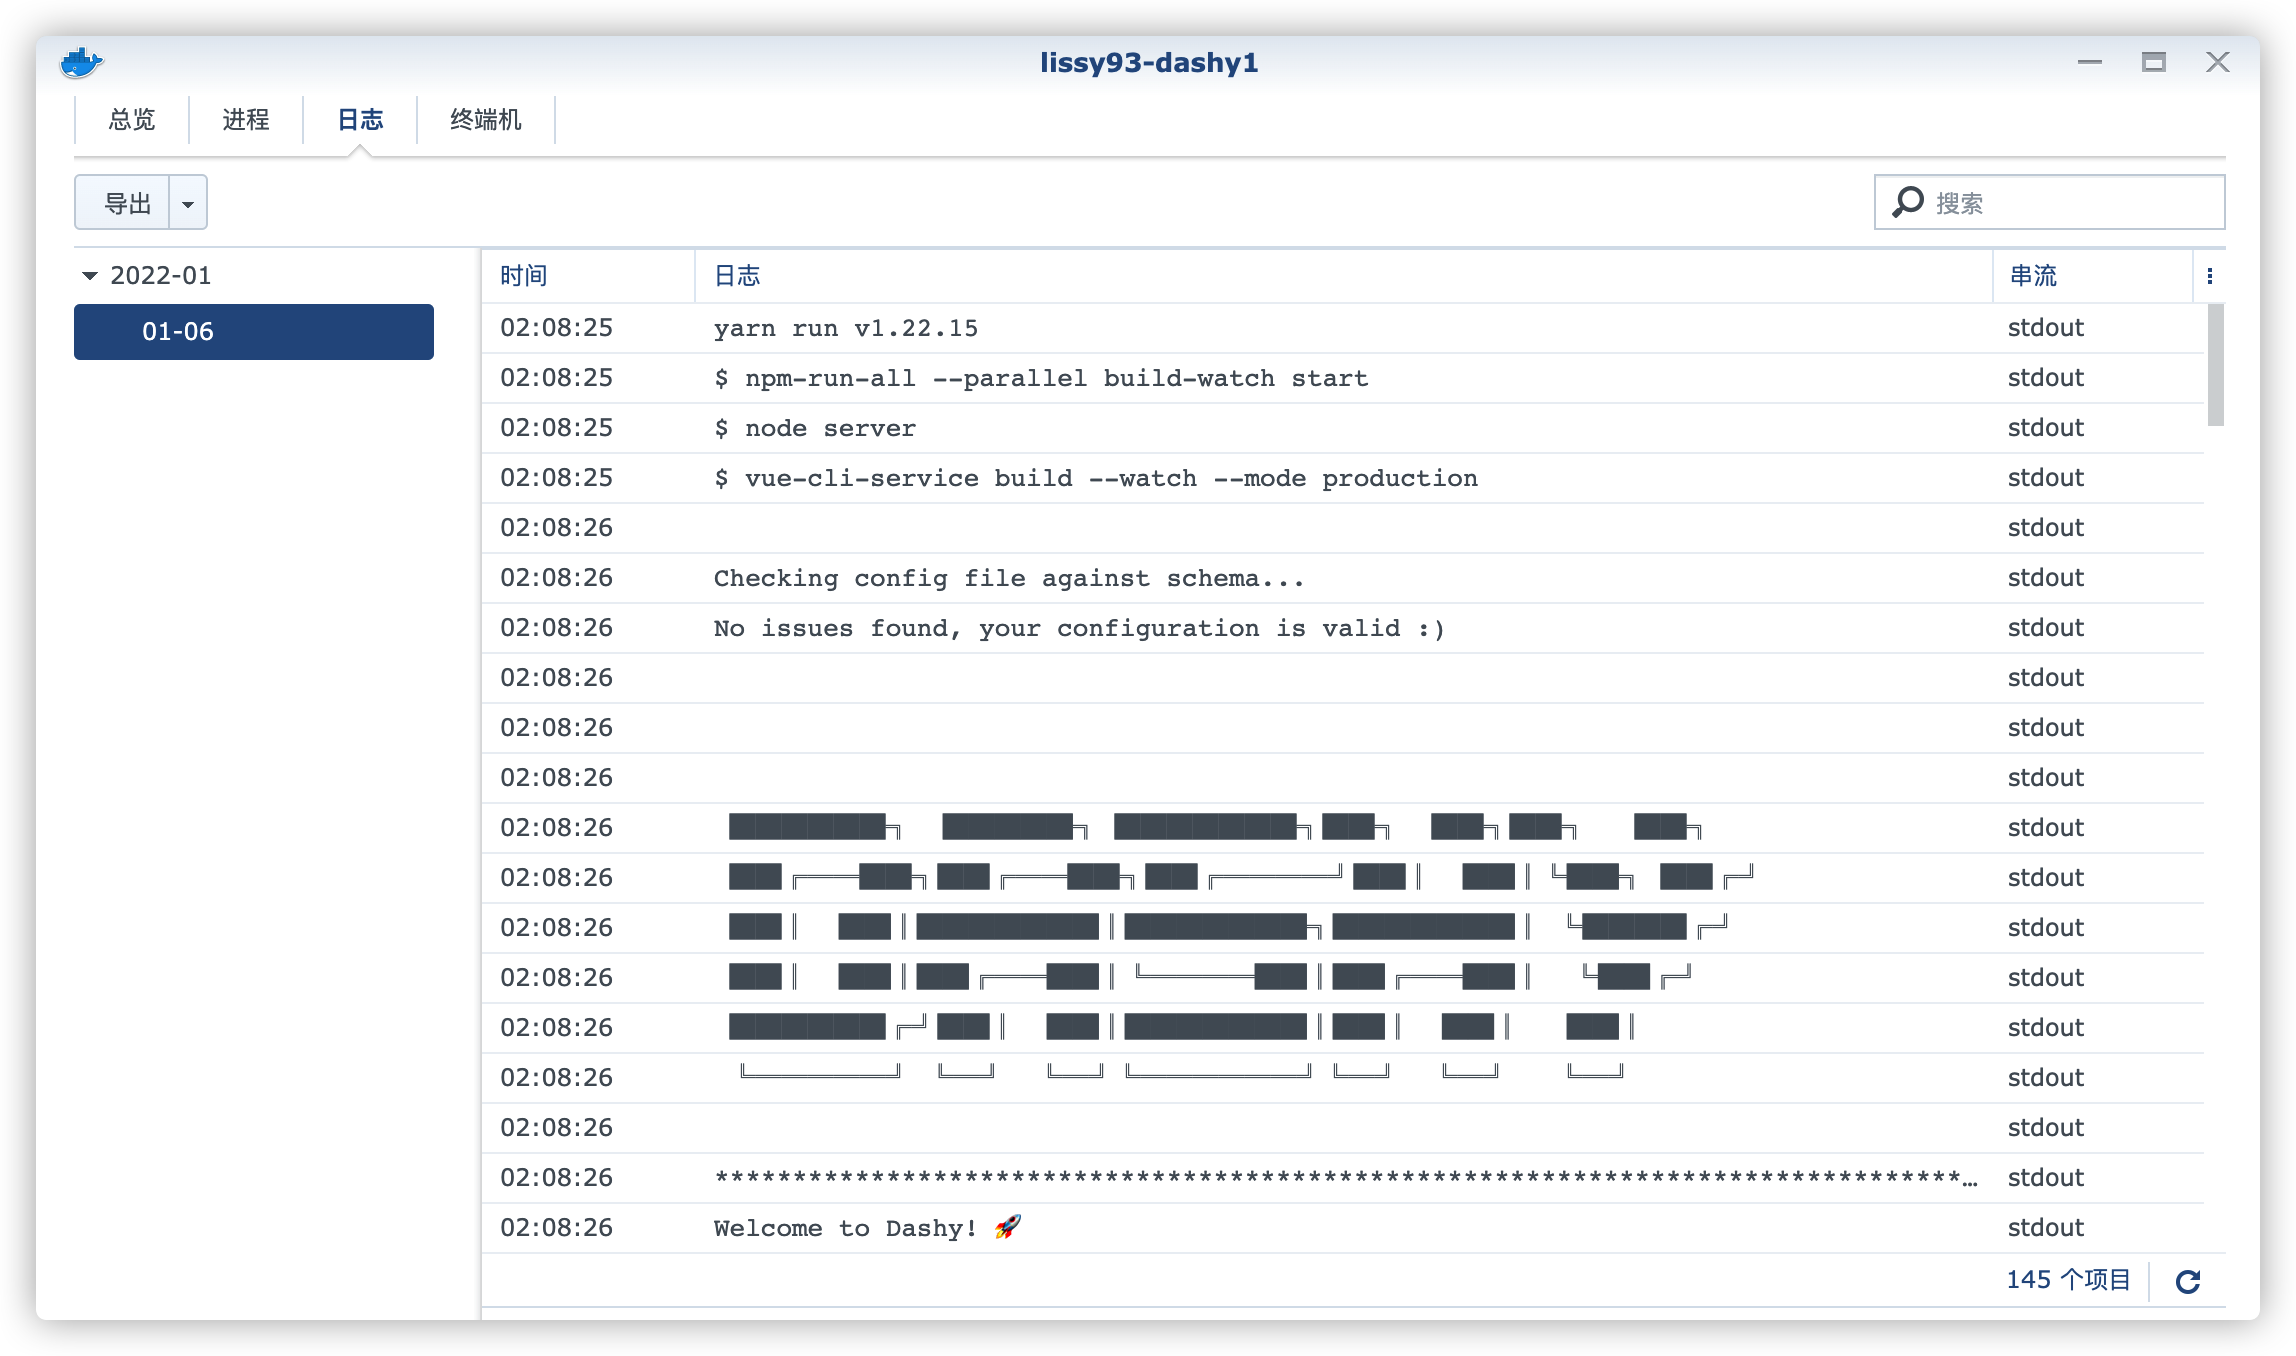 lissy93-dashy1
总览 进程 日志 终端机
导出 搜索
2022-01
01-06
时间 日志 串流
02:08:25 yarn run v1.22.15 stdout
02:08:25 $ npm-run-all --parallel build-watch start stdout
02:08:25 $ node server stdout
02:08:25 $ vue-cli-service build --watch --mode production stdout
02:08:26 stdout
02:08:26 Checking config file against schema... stdout
02:08:26 No issues found, your configuration is valid :) stdout
02:08:26 stdout
02:08:26 stdout
02:08:26 stdout
02:08:26 ██████╗  █████╗ ███████╗██╗  ██╗██╗   ██╗ stdout
02:08:26 ██╔══██╗██╔══██╗██╔════╝██║  ██║╚██╗ ██╔╝ stdout
02:08:26 ██║  ██║███████║███████╗███████║ ╚████╔╝ stdout
02:08:26 ██║  ██║██╔══██║╚════██║██╔══██║  ╚██╔╝ stdout
02:08:26 ██████╔╝██║  ██║███████║██║  ██║   ██║ stdout
02:08:26 ╚═════╝ ╚═╝  ╚═╝╚══════╝╚═╝  ╚═╝   ╚═╝ stdout
02:08:26 stdout
02:08:26 ********************************************************************************… stdout
02:08:26 Welcome to Dashy! 🚀 stdout
145 个项目